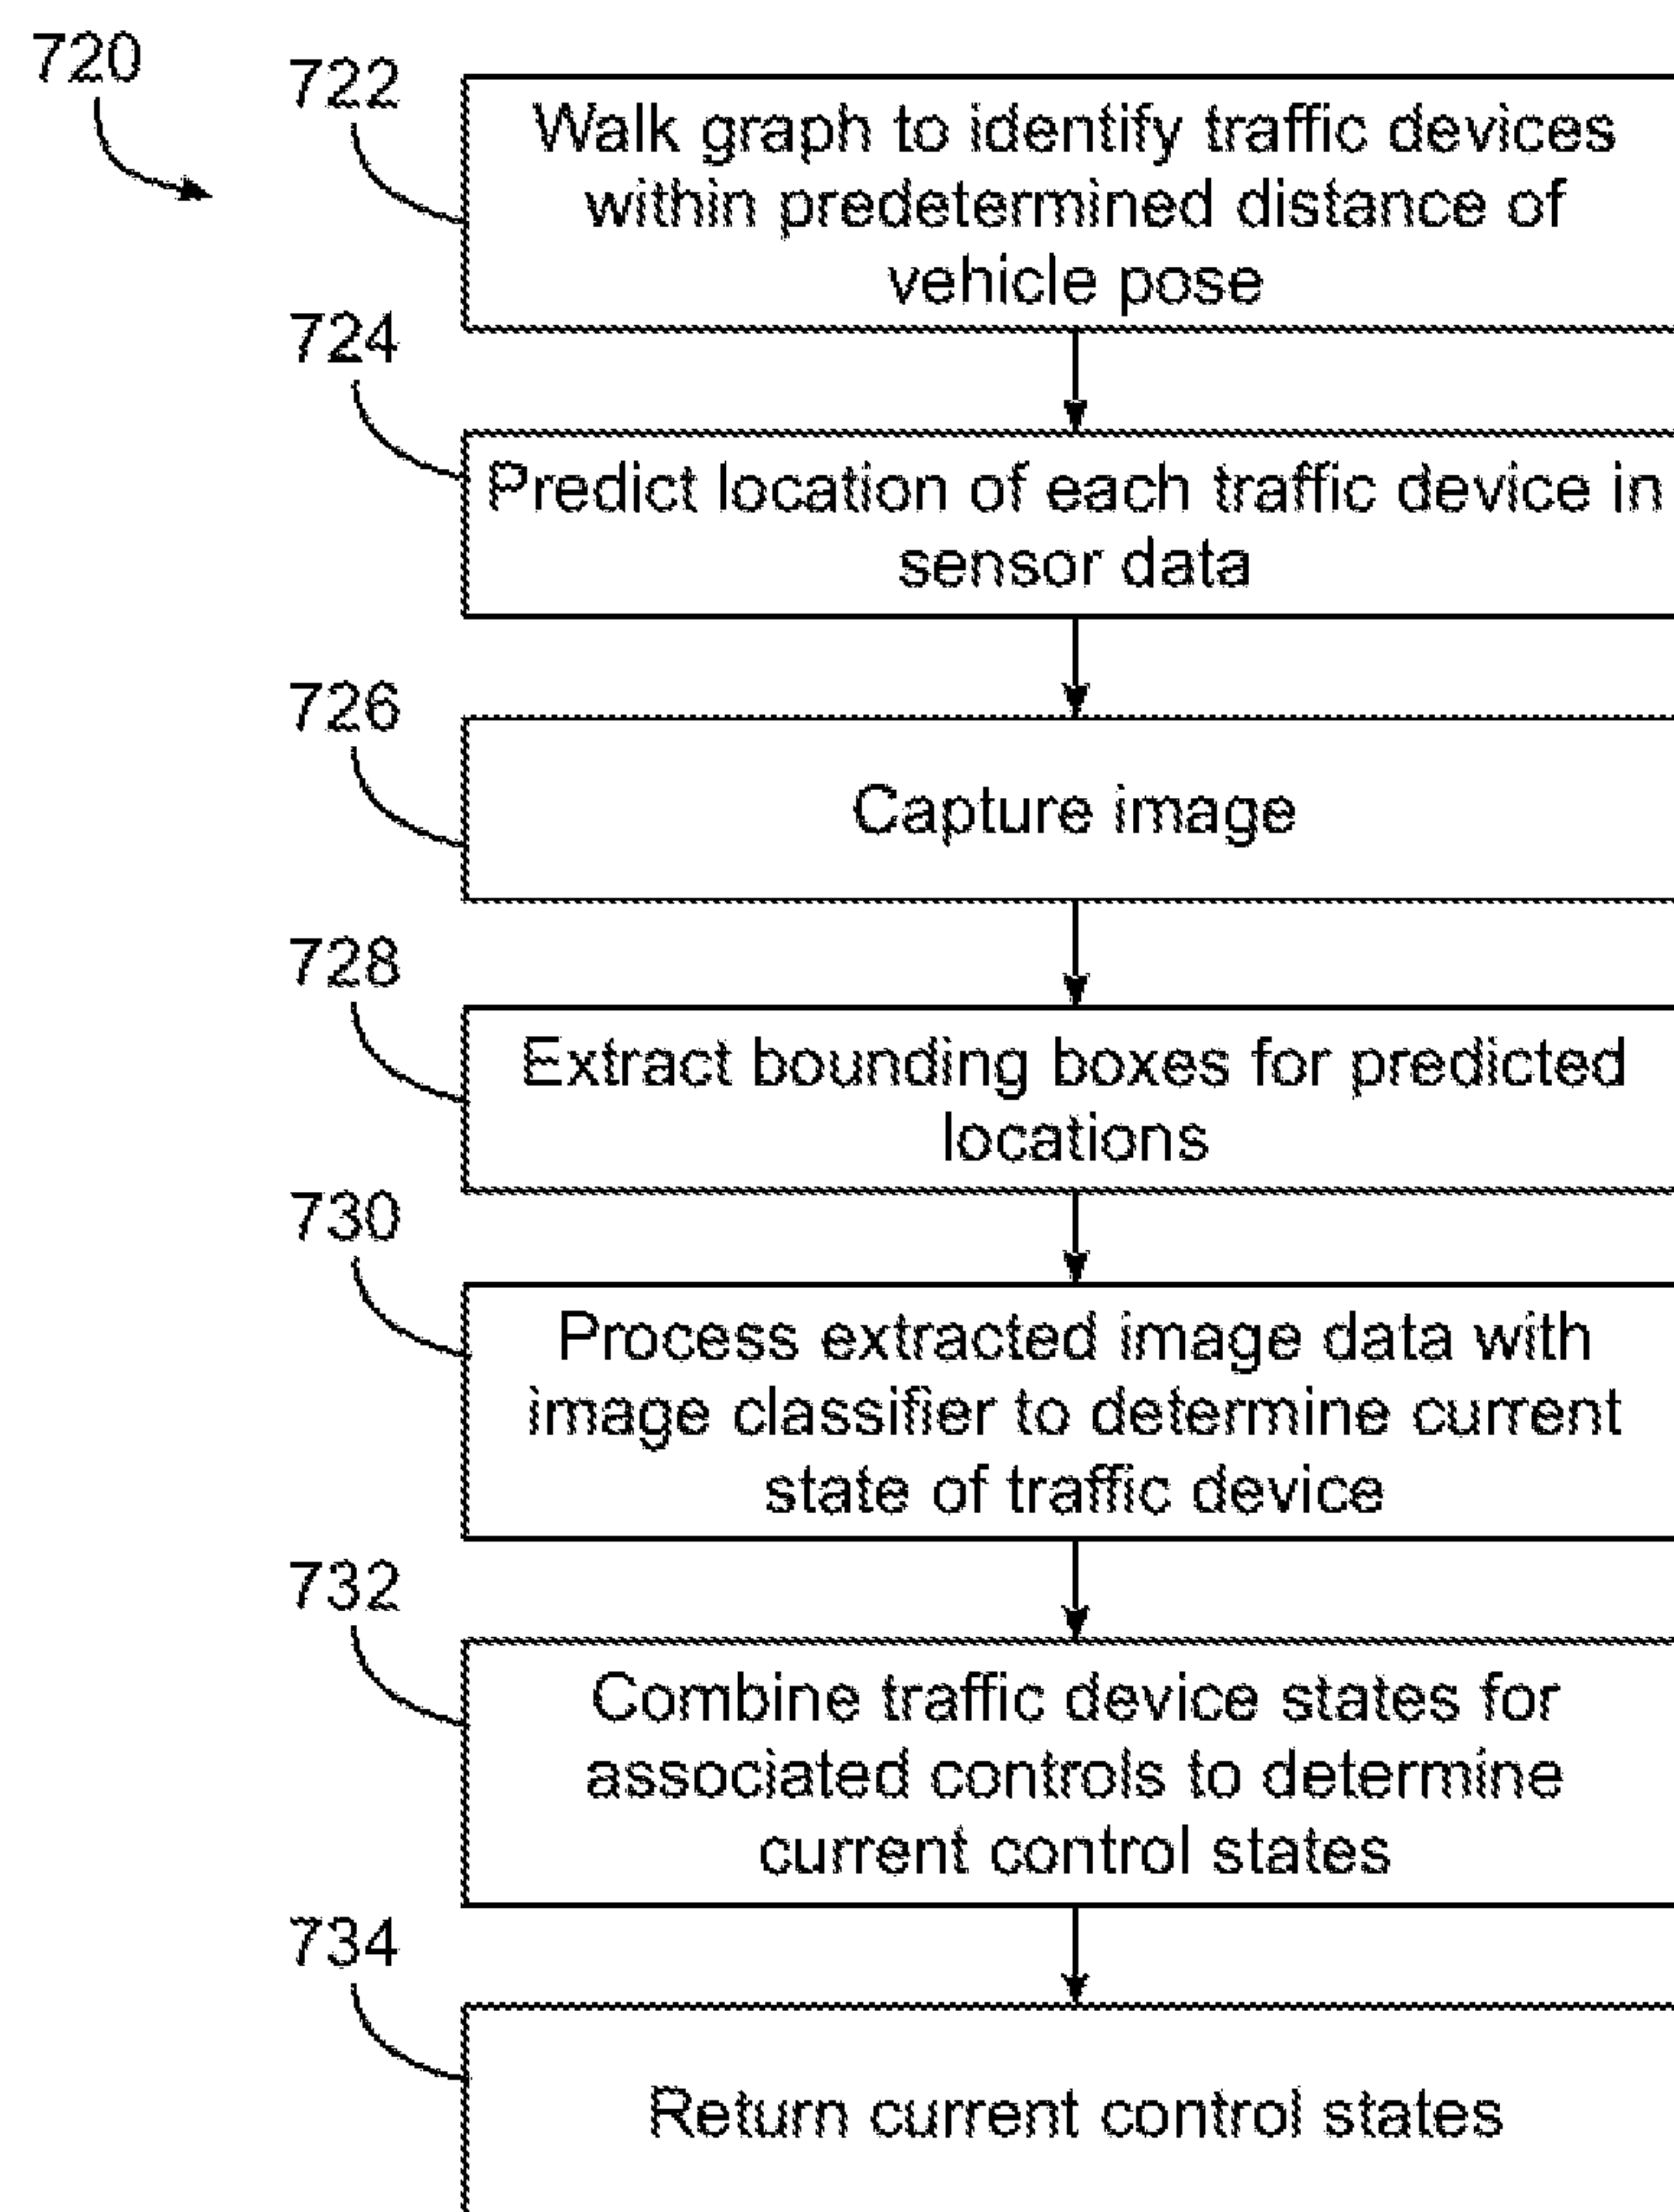 720
722
Walk graph to identify traffic devices
within predetermined distance of
vehicle pose
724
Predict location of each traffic device in
sensor data
726
Capture image
728
Extract bounding boxes for predicted
locations
730
Process extracted image data with
image classifier to determine current
state of traffic device
732
Combine traffic device states for
associated controls to determine
current control states
734
Return current control states